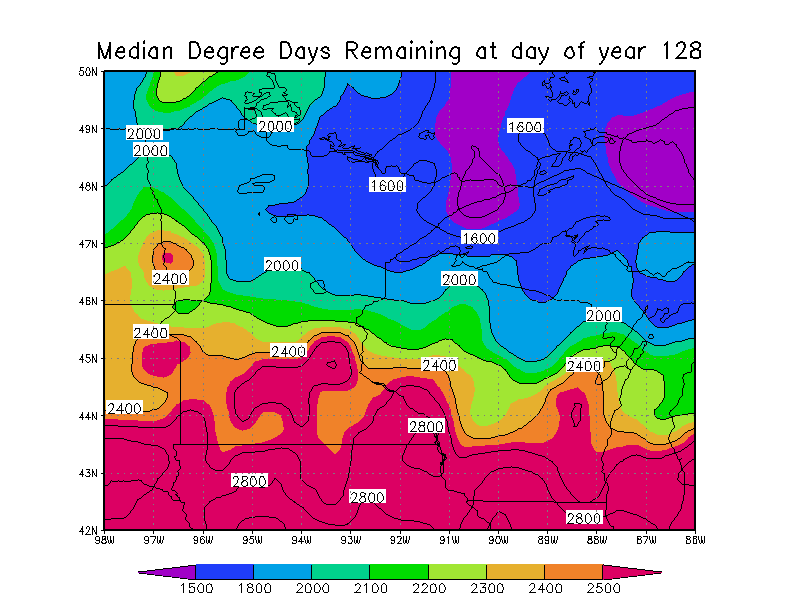 Median Degree Days Remaining at day of year 128
50N
49N
2000 2000 1600
2000
48N
1600
47N
1600
2000
2400 2000
46N
2000
2400
45N
2400 2400 2400
44N
2400
2800
43N
2800
2800
2800
42N
98W 97W 96W 95W 94W 93W 92W 91W 90W 89W 88W 87W 86W
1500 1800 2000 2100 2200 2300 2400 2500